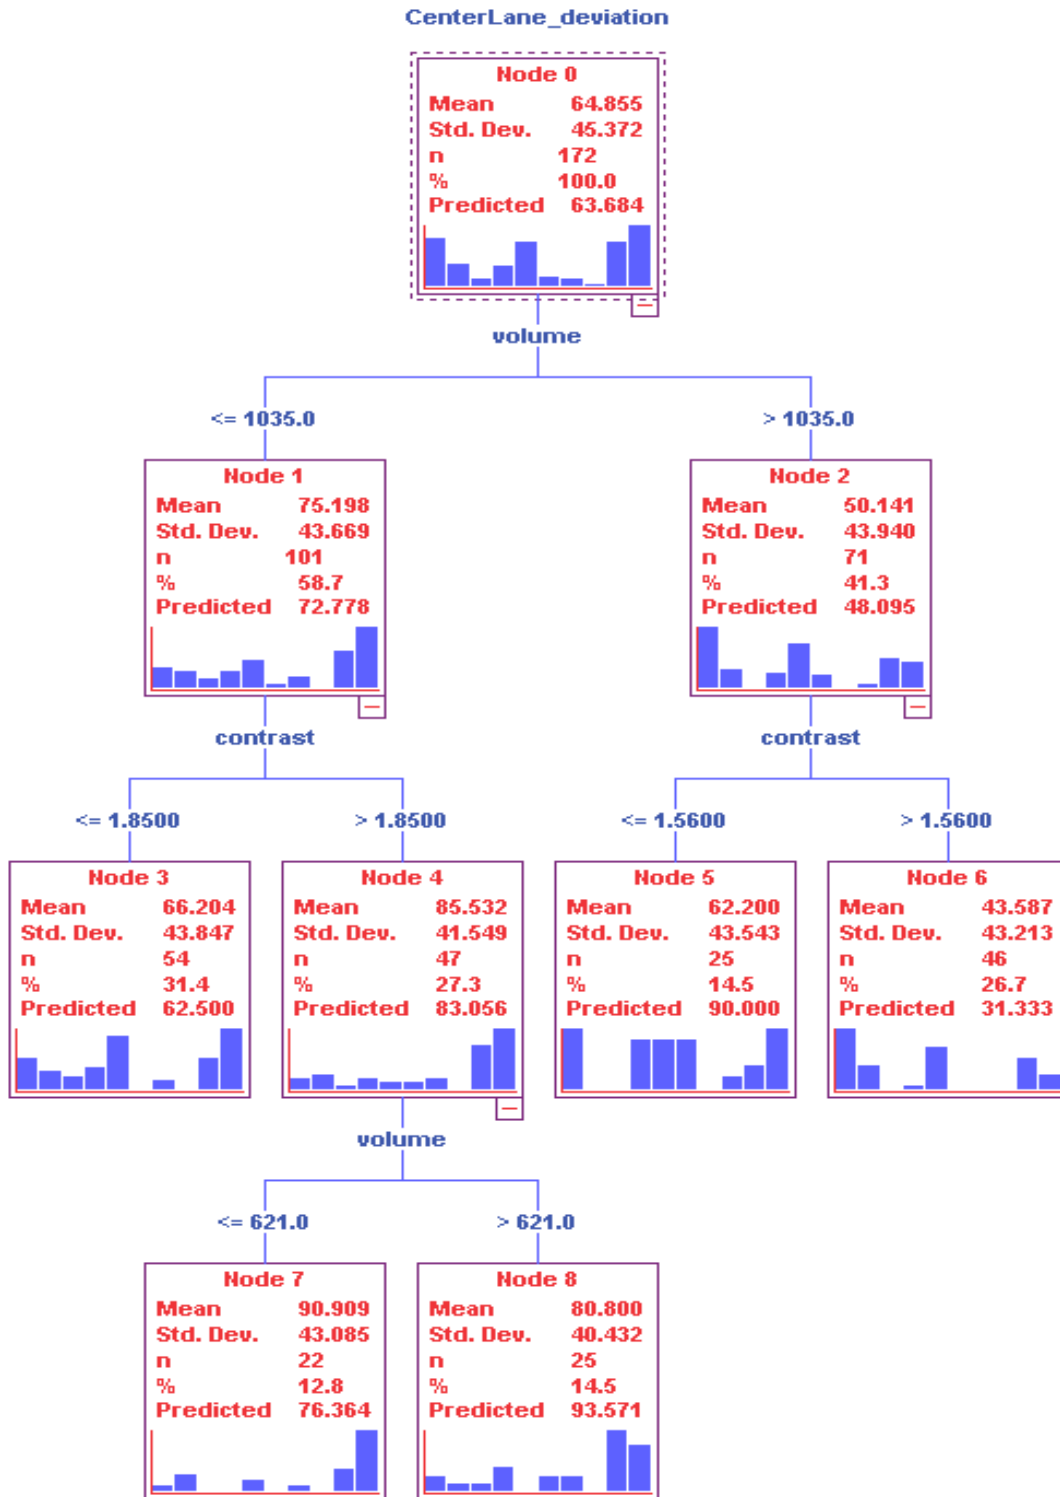 CenterLane_deviation
Node 0
Mean 64.855
Std. Dev. 45.372
n 172
% 100.0
Predicted 63.684
volume
<= 1035.0
> 1035.0
Node 1
Mean 75.198
Std. Dev. 43.669
n 101
% 58.7
Predicted 72.778
Node 2
Mean 50.141
Std. Dev. 43.940
n 71
% 41.3
Predicted 48.095
contrast
contrast
<= 1.8500
> 1.8500
<= 1.5600
> 1.5600
Node 3
Mean 66.204
Std. Dev. 43.847
n 54
% 31.4
Predicted 62.500
Node 4
Mean 85.532
Std. Dev. 41.549
n 47
% 27.3
Predicted 83.056
Node 5
Mean 62.200
Std. Dev. 43.543
n 25
% 14.5
Predicted 90.000
Node 6
Mean 43.587
Std. Dev. 43.213
n 46
% 26.7
Predicted 31.333
volume
<= 621.0
> 621.0
Node 7
Mean 90.909
Std. Dev. 43.085
n 22
% 12.8
Predicted 76.364
Node 8
Mean 80.800
Std. Dev. 40.432
n 25
% 14.5
Predicted 93.571